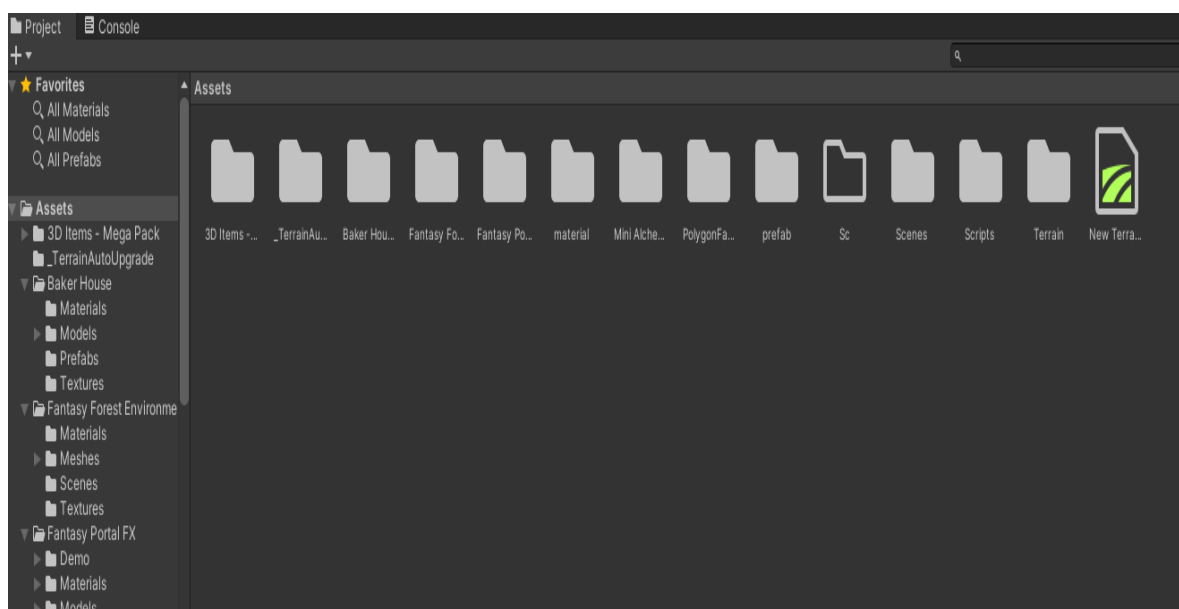 Project
Console
Favorites
All Materials
All Models
All Prefabs
Assets
3D Items - Mega Pack
_TerrainAutoUpgrade
Baker House
Materials
Models
Prefabs
Textures
Fantasy Forest Environme
Materials
Meshes
Scenes
Textures
Fantasy Portal FX
Demo
Materials
Models
Assets
3D Items -...
_TerrainAu...
Baker Hou...
Fantasy Fo...
Fantasy Po...
material
Mini Alche...
PolygonFa...
prefab
Sc
Scenes
Scripts
Terrain
New Terra...